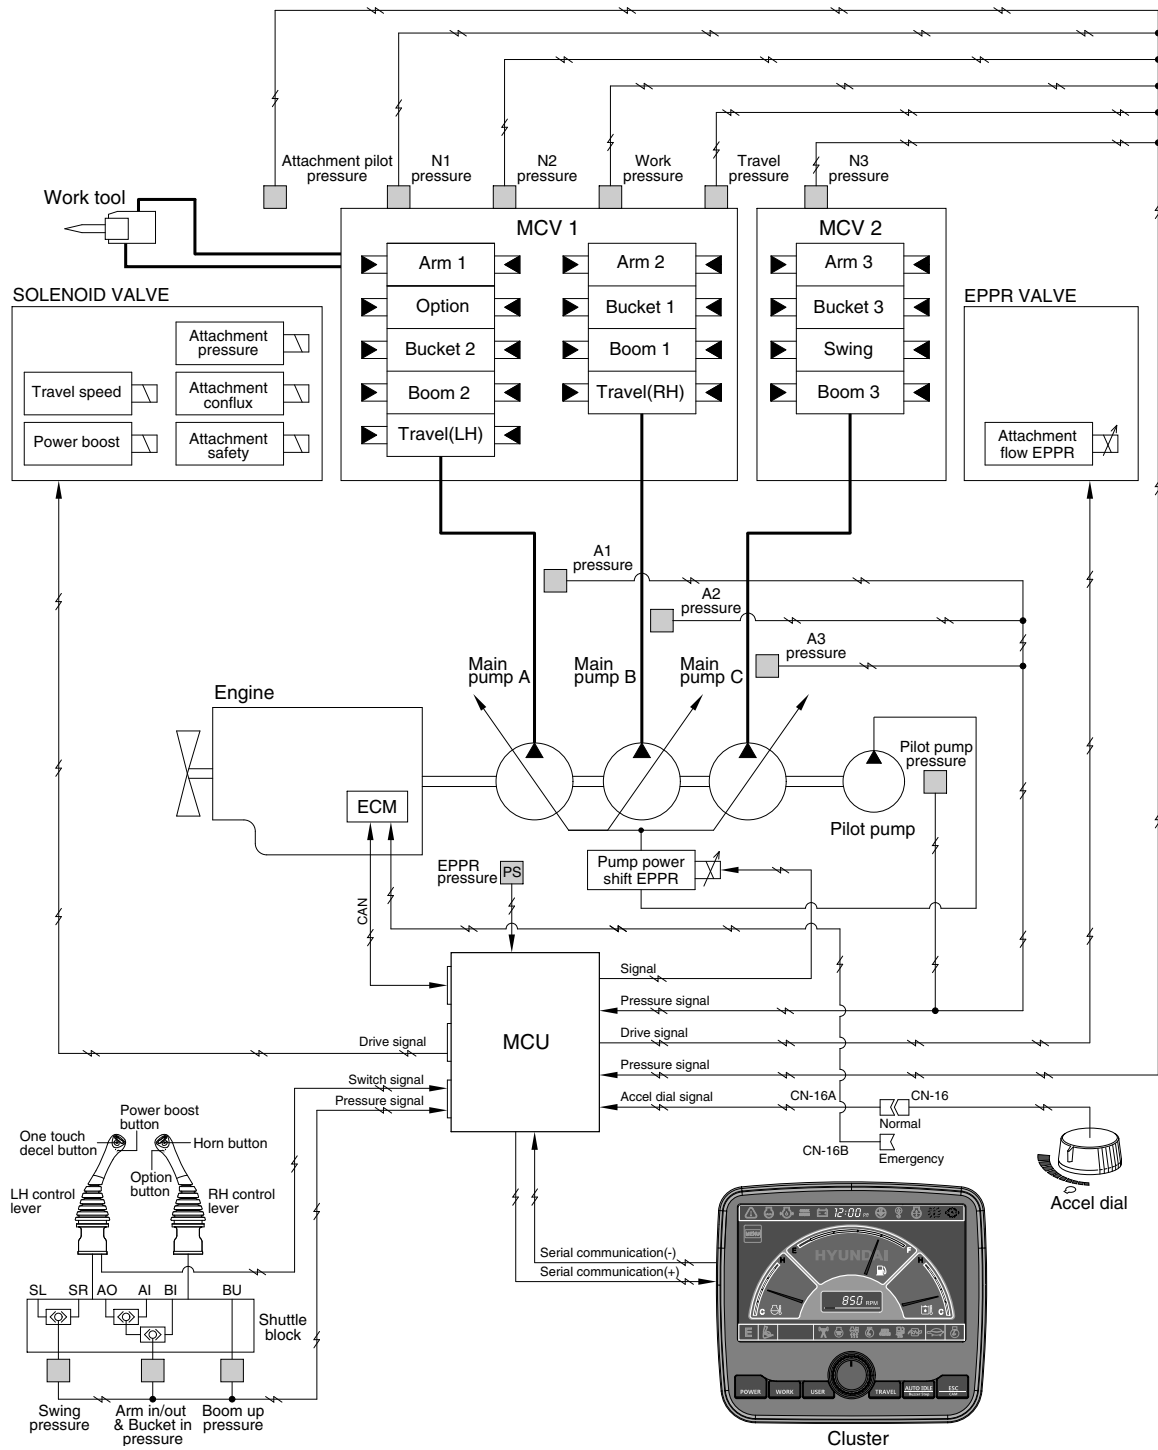 Attachment pilot
pressure
N1
pressure
N2
pressure
Work
pressure
Travel
pressure
N3
pressure
Work tool
MCV 1
MCV 2
Arm 1
Option
Bucket 2
Boom 2
Travel(LH)
Arm 2
Bucket 1
Boom 1
Travel(RH)
Arm 3
Bucket 3
Swing
Boom 3
SOLENOID VALVE
Attachment
pressure
Travel speed
Attachment
conflux
Power boost
Attachment
safety
EPPR VALVE
Attachment
flow EPPR
A1
pressure
A2
pressure
A3
pressure
Main
pump A
Main
pump B
Main
pump C
Engine
ECM
Pilot pump
pressure
Pilot pump
EPPR
pressure
PS
Pump power
shift EPPR
CAN
MCU
Signal
Pressure signal
Drive signal
Pressure signal
Accel dial signal
Drive signal
Switch signal
Pressure signal
CN-16A
CN-16
Normal
CN-16B
Emergency
Accel dial
Power boost
button
One touch
decel button
Horn button
Option
button
LH control
lever
RH control
lever
SL
SR
AO
AI
BI
BU
Shuttle
block
Swing
pressure
Arm in/out
& Bucket in
pressure
Boom up
pressure
Serial communication(-)
Serial communication(+)
12:00
MENU
HYUNDAI
E
F
H
H
C
C
850 RPM
E
POWER
WORK
USER
TRAVEL
AUTO IDLE
ESC
CAM
Cluster